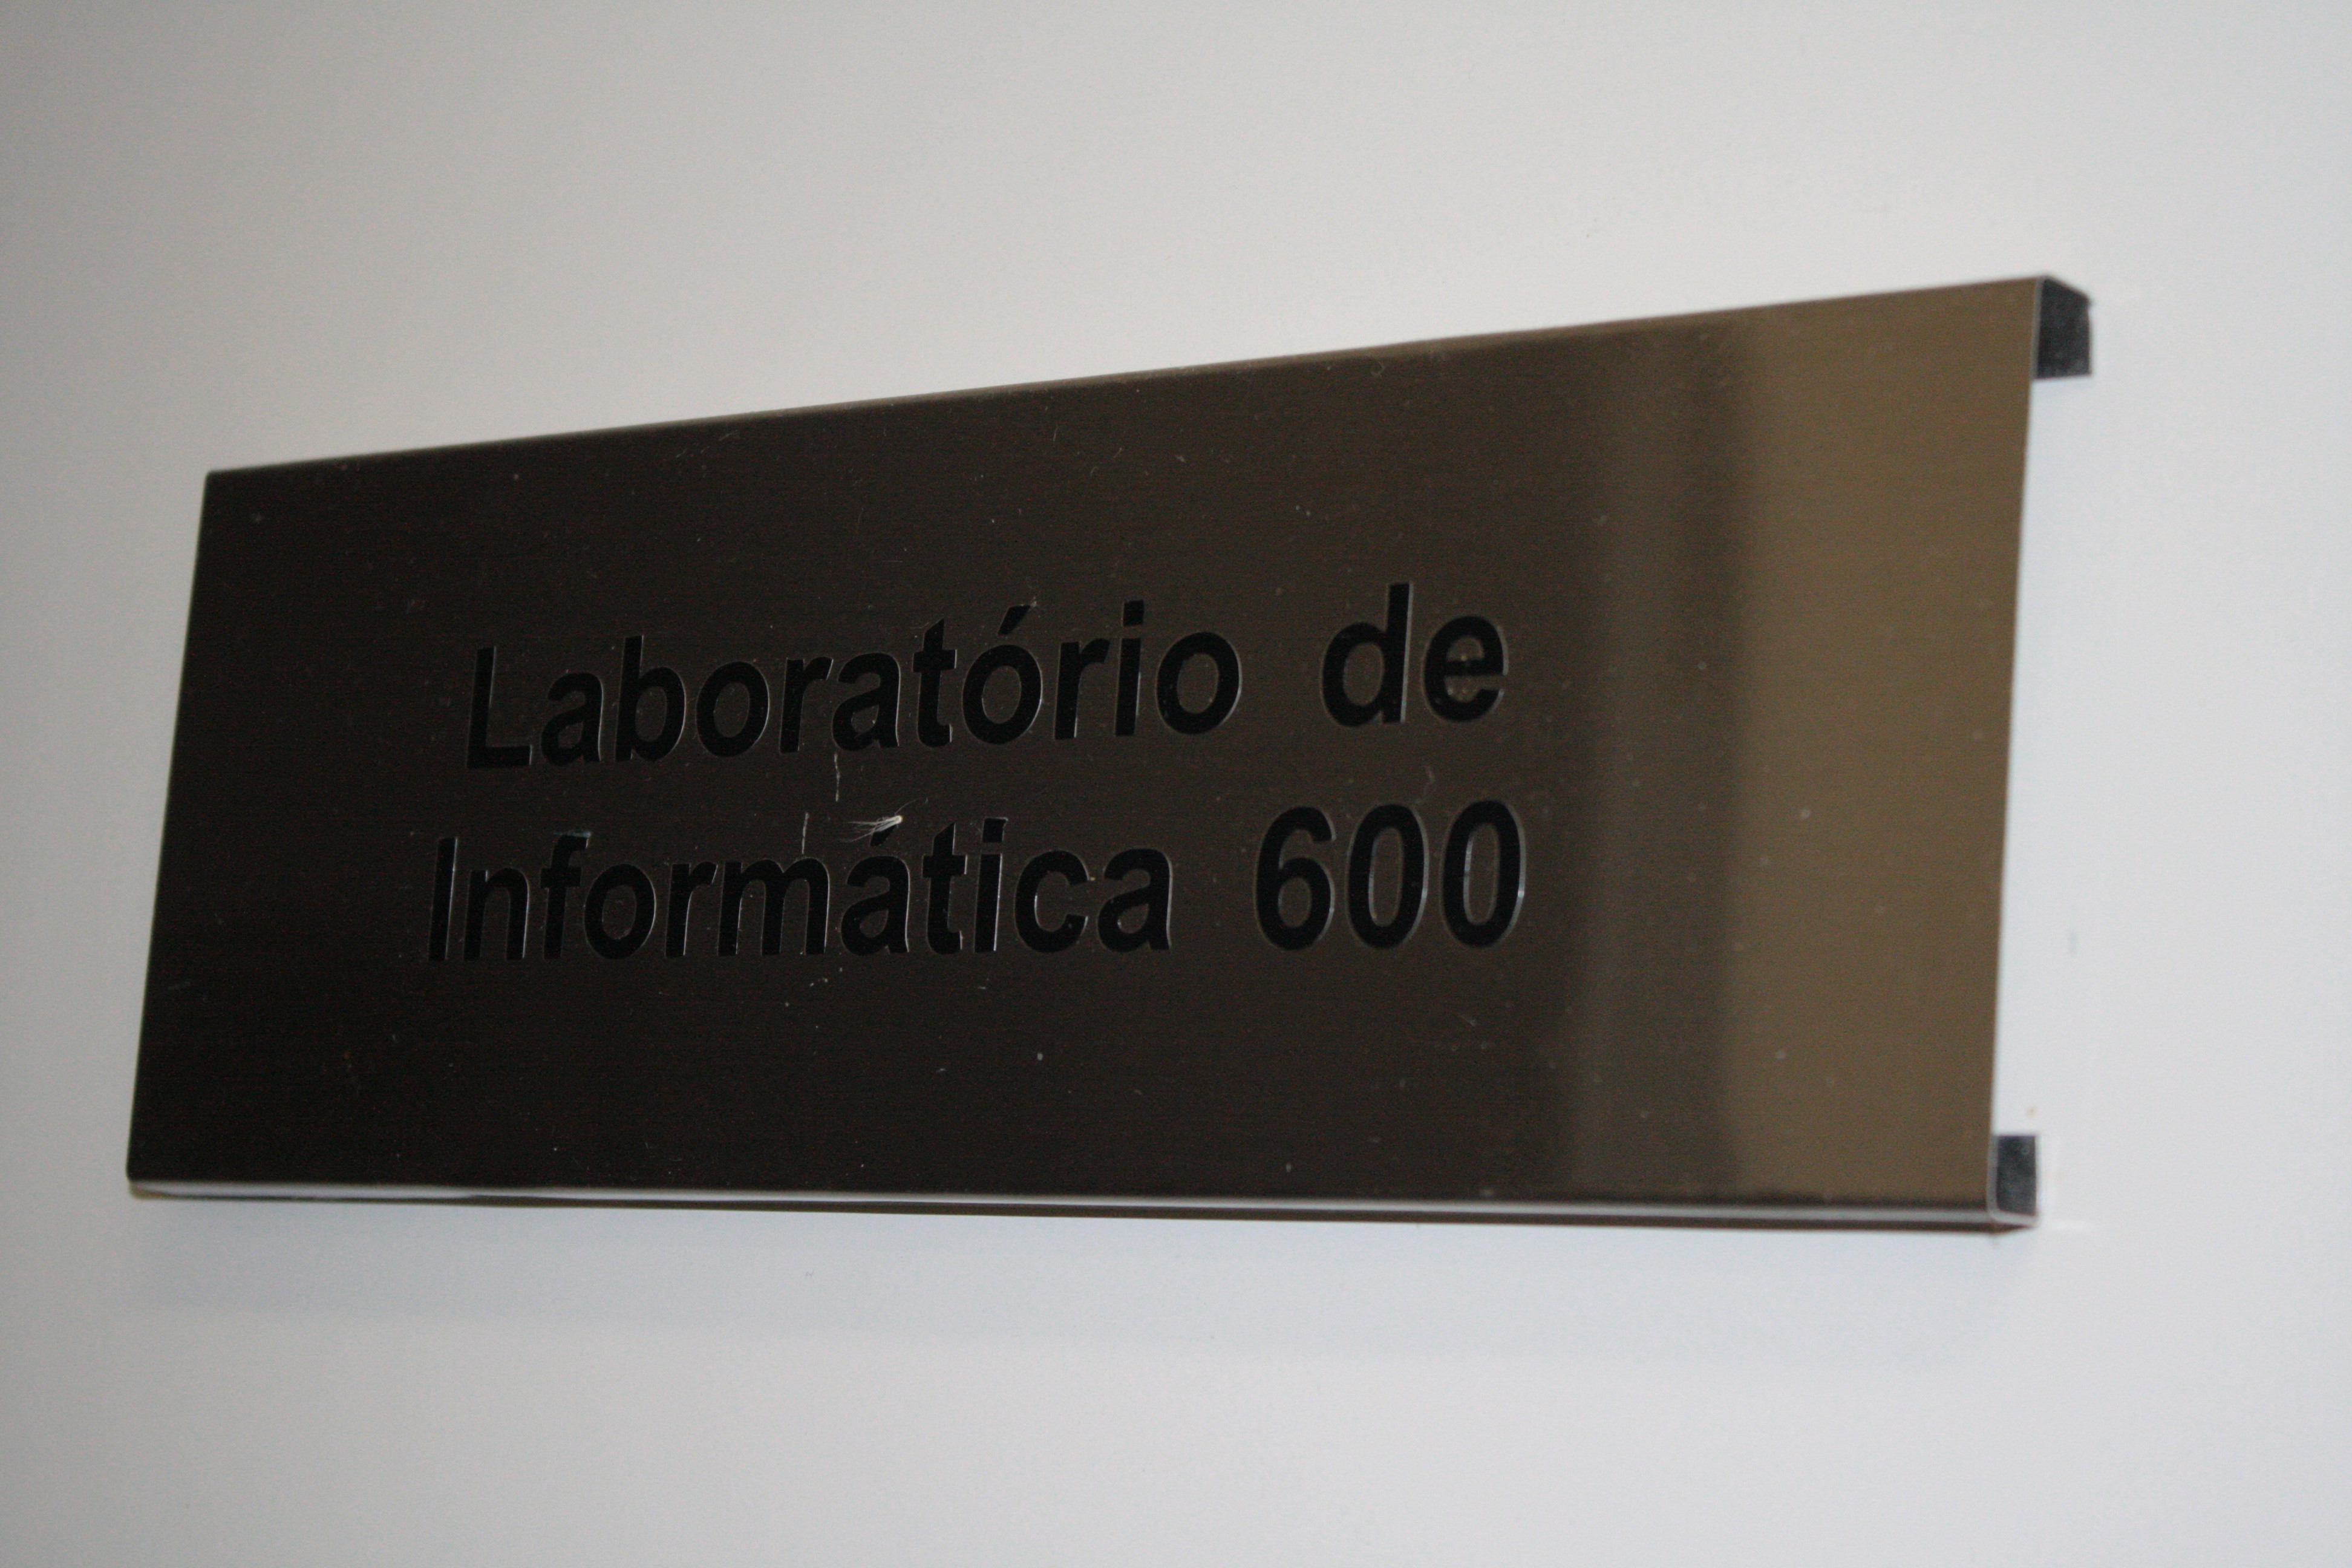 Laboratório de
Informática 600